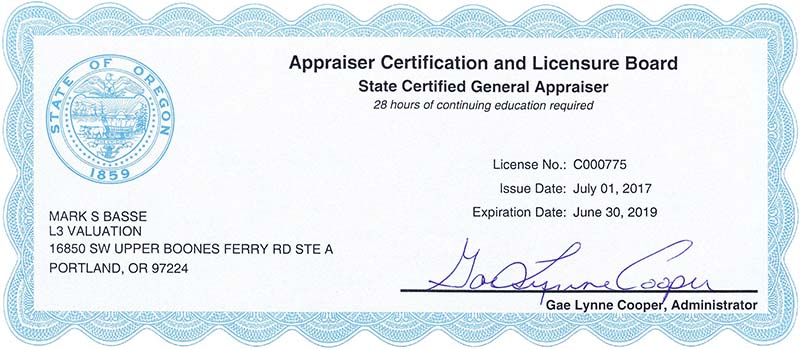 Appraiser Certification and Licensure Board
State Certified General Appraiser
28 hours of continuing education required
STATE OF OREGON
1859
License No.: C000775
Issue Date: July 01, 2017
Expiration Date: June 30, 2019
MARK S BASSE
L3 VALUATION
16850 SW UPPER BOONES FERRY RD STE A
PORTLAND, OR 97224
Gae Lynne Cooper
Gae Lynne Cooper, Administrator